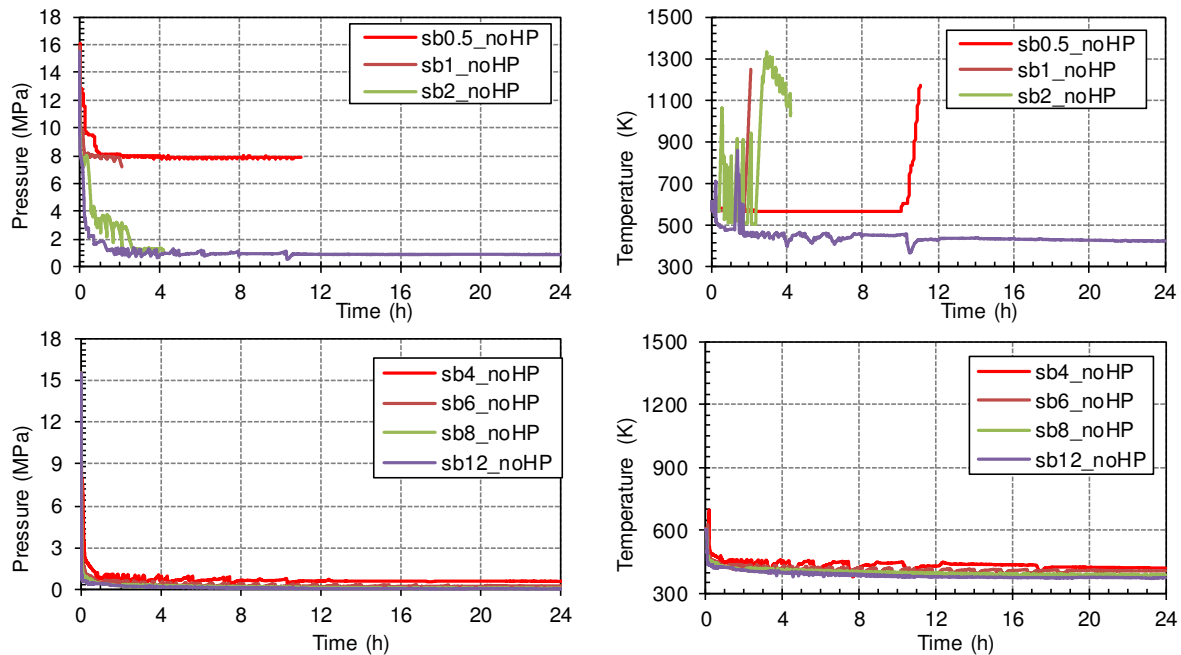 18
16
14
12
10
8
6
4
2
0
Pressure (MPa)
sb0.5_noHP
sb1_noHP
sb2_noHP
0 4 8 12 16 20 24
Time (h)
1500
1300
1100
900
700
500
300
Temperature (K)
sb0.5_noHP
sb1_noHP
sb2_noHP
0 4 8 12 16 20 24
Time (h)
18
15
12
9
6
3
0
Pressure (MPa)
sb4_noHP
sb6_noHP
sb8_noHP
sb12_noHP
0 4 8 12 16 20 24
Time (h)
1500
1200
900
600
300
Temperature (K)
sb4_noHP
sb6_noHP
sb8_noHP
sb12_noHP
0 4 8 12 16 20 24
Time (h)